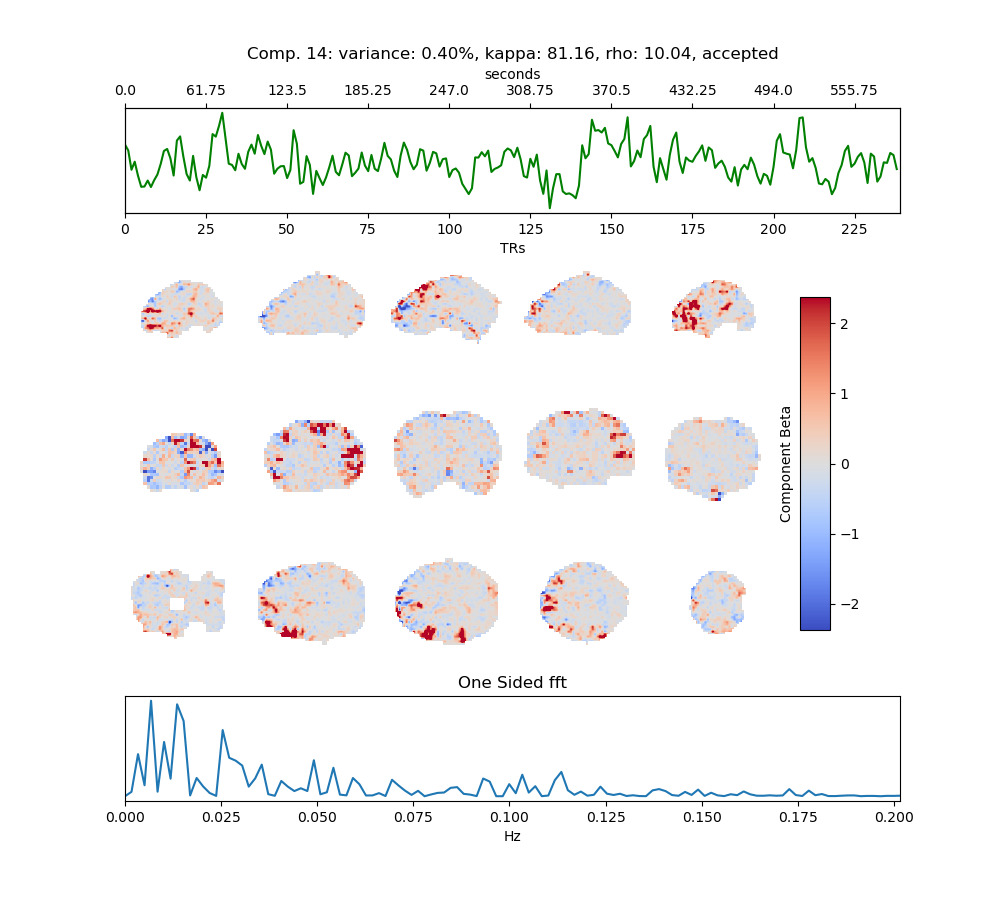 Comp. 14: variance: 0.40%, kappa: 81.16, rho: 10.04, accepted
seconds
0.0 61.75 123.5 185.25 247.0 308.75 370.5 432.25 494.0 555.75
0 25 50 75 100 125 150 175 200 225
TRs
2
1
0
−1
−2
Component Beta
One Sided fft
0.000 0.025 0.050 0.075 0.100 0.125 0.150 0.175 0.200
Hz